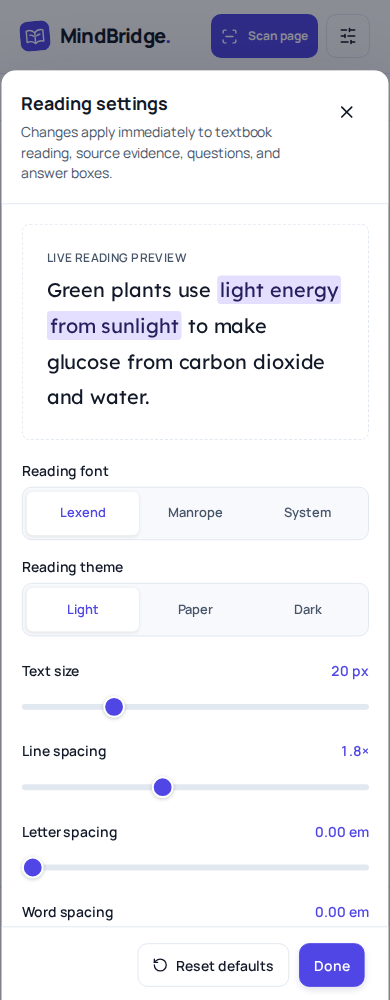 MindBridge.
Scan page
Reading settings
Changes apply immediately to textbook
reading, source evidence, questions, and
answer boxes.
LIVE READING PREVIEW
Green plants use light energy
from sunlight to make
glucose from carbon dioxide
and water.
Reading font
Lexend Manrope System
Reading theme
Light Paper Dark
Text size 20 px
Line spacing 1.8×
Letter spacing 0.00 em
Word spacing 0.00 em
Reset defaults Done